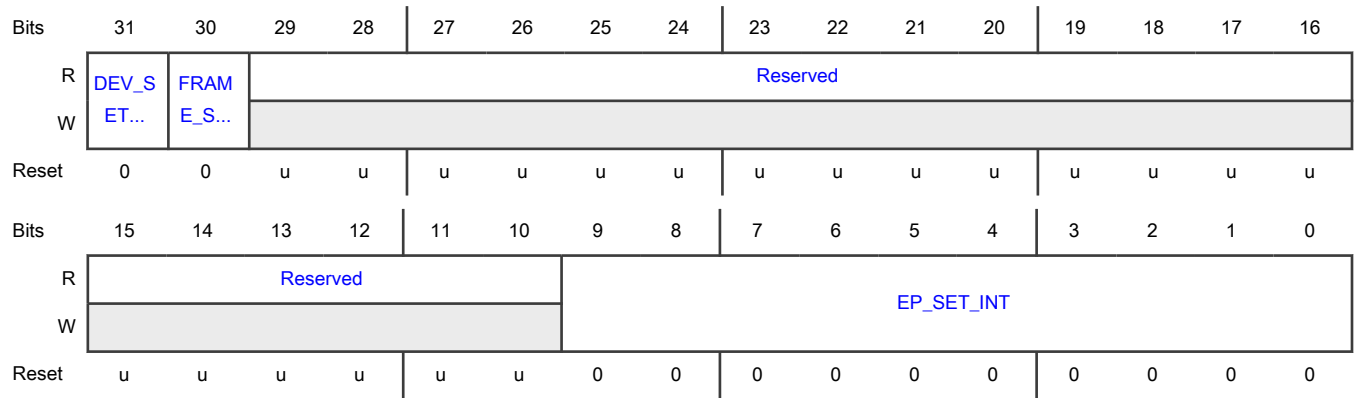 Bits 31 30 29 28 27 26 25 24 23 22 21 20 19 18 17 16
R DEV_S FRAM Reserved
W ET... E_S...
Reset 0 0 u u u u u u u u u u u u u u
Bits 15 14 13 12 11 10 9 8 7 6 5 4 3 2 1 0
R Reserved EP_SET_INT
W
Reset u u u u u u 0 0 0 0 0 0 0 0 0 0